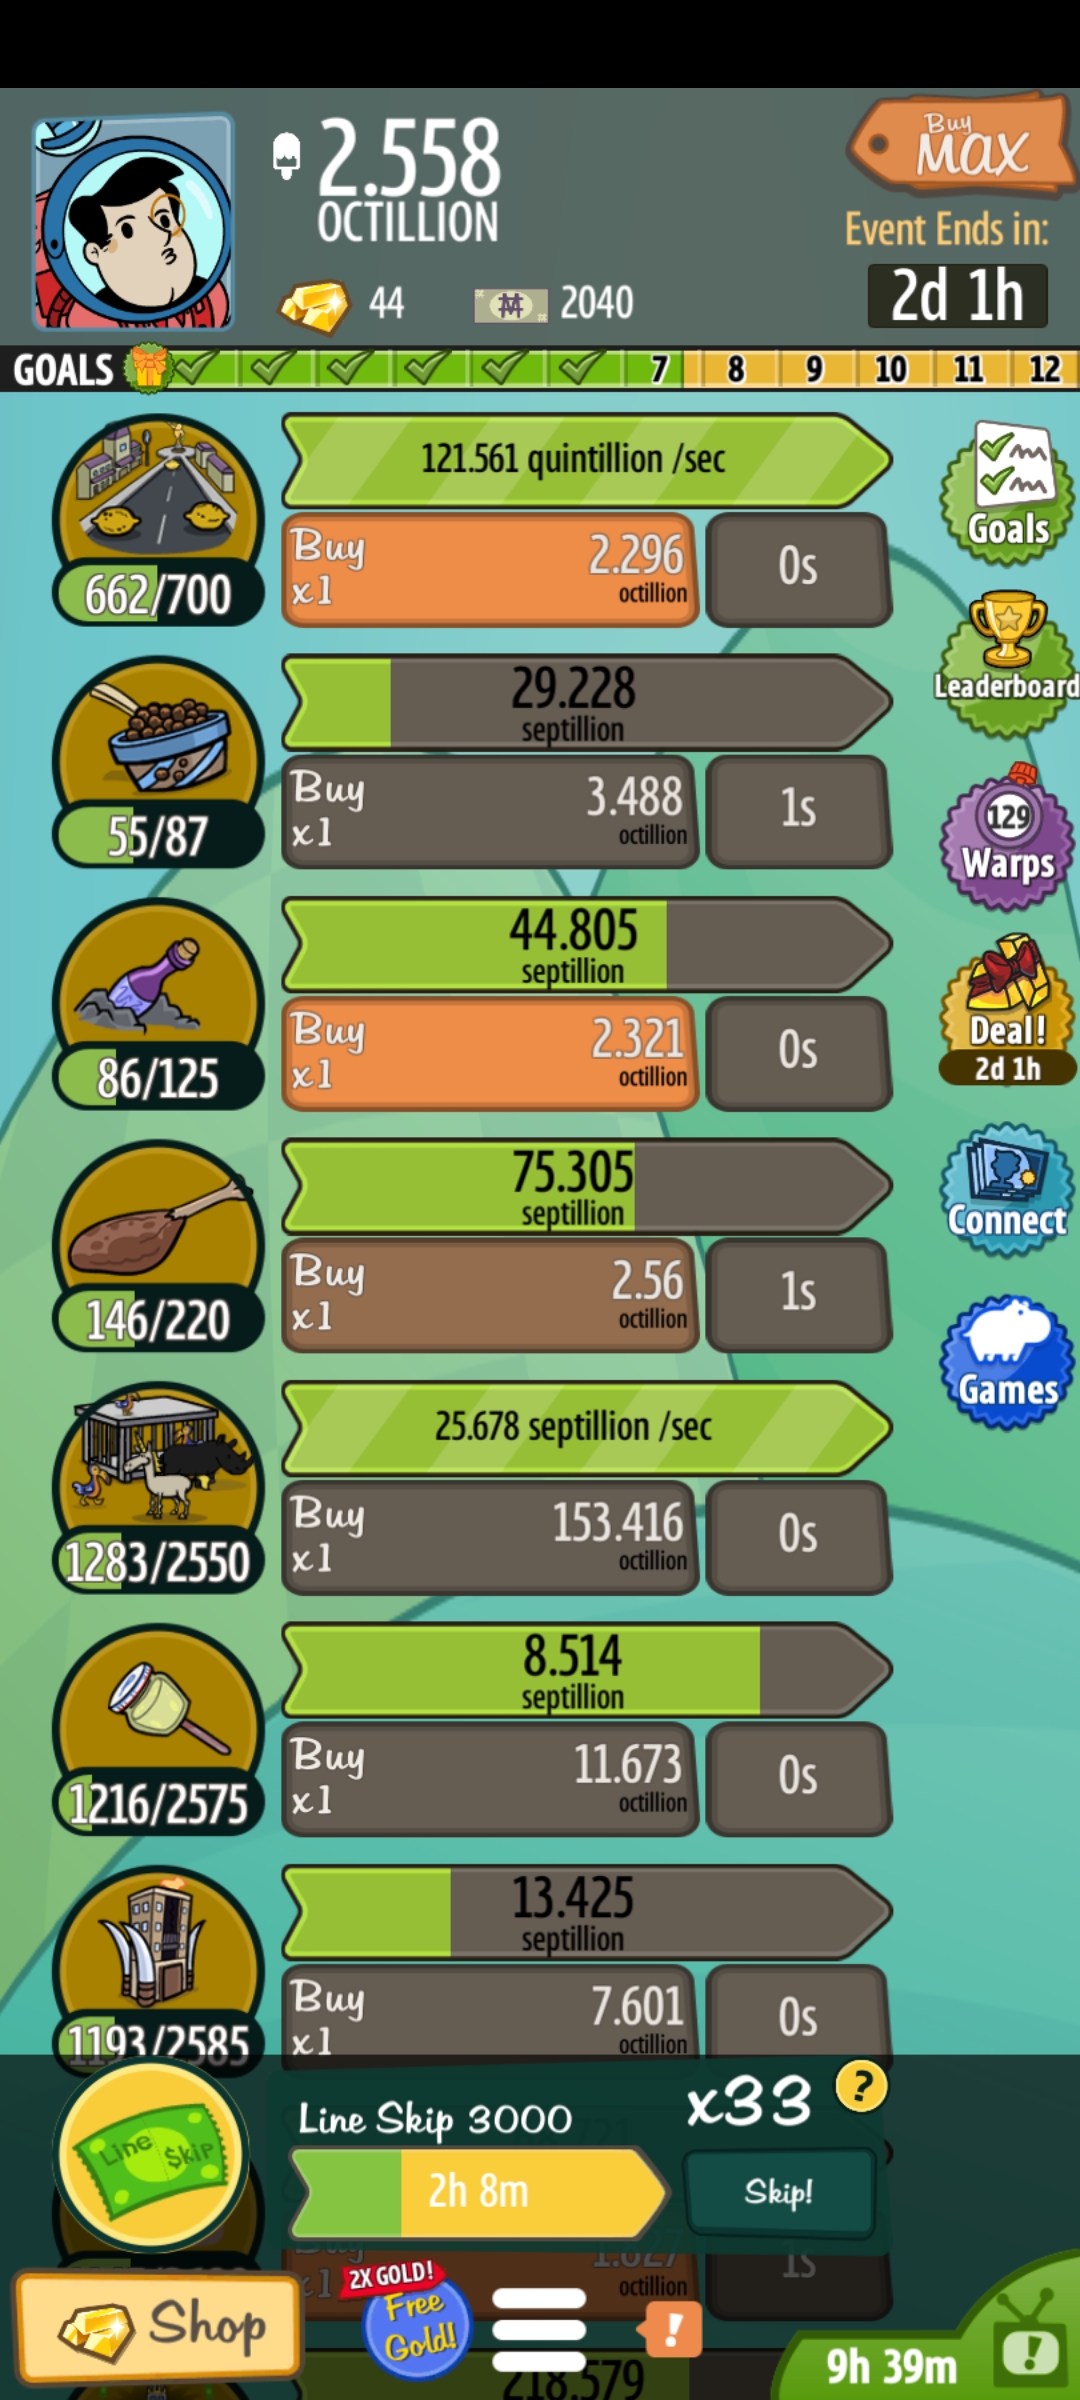 2.558
OCTILLION
Buy
MAX
Event Ends in:
2d 1h
44
2040
GOALS 7 8 9 10 11 12
121.561 quintillion /sec
Buy
x1
2.296
octillion
0s
662/700
Goals
29.228
septillion
Buy
x1
3.488
octillion
1s
55/87
Leaderboard
129
Warps
44.805
septillion
Buy
x1
2.321
octillion
0s
86/125
Deal!
2d 1h
75.305
septillion
Buy
x1
2.56
octillion
1s
146/220
Connect
Games
25.678 septillion /sec
Buy
x1
153.416
octillion
0s
1283/2550
8.514
septillion
Buy
x1
11.673
octillion
0s
1216/2575
13.425
septillion
Buy
x1
7.601
octillion
0s
1193/2585
Line Skip
Line Skip 3000
x33
?
2h 8m
Skip!
Buy
x1
1.827
octillion
1s
Shop
2X GOLD!
Free
Gold!
!
9h 39m
!
218.579